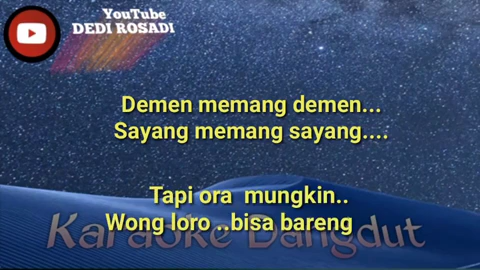 YouTube
DEDI ROSADI
Demen memang demen...
Sayang memang sayang....
Tapi ora mungkin..
Wong loro ..bisa bareng
Karaoke Dangdut